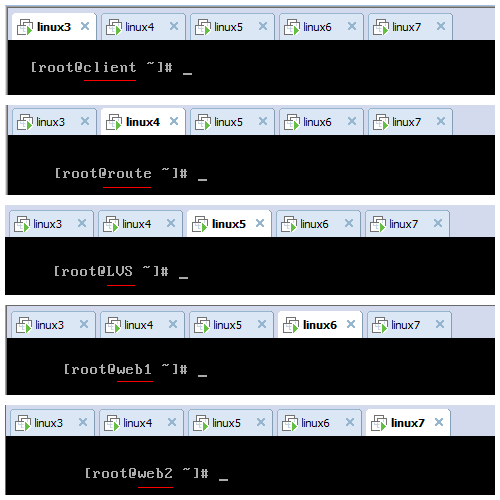 linux3 linux4 linux5 linux6 linux7
[root@client ~]# _
linux3 linux4 linux5 linux6 linux7
[root@route ~]# _
linux3 linux4 linux5 linux6 linux7
[root@LVS ~]# _
linux3 linux4 linux5 linux6 linux7
[root@web1 ~]# _
linux3 linux4 linux5 linux6 linux7
[root@web2 ~]# _